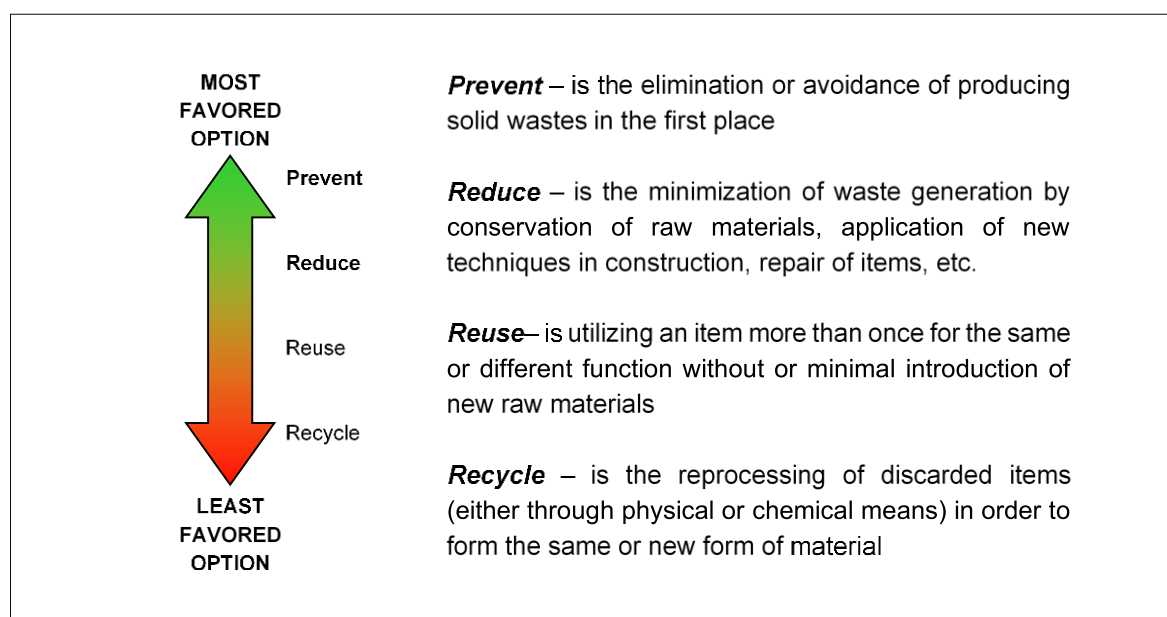 MOST
FAVORED
OPTION
Prevent
Reduce
Reuse
Recycle
LEAST
FAVORED
OPTION
Prevent – is the elimination or avoidance of producing
solid wastes in the first place
Reduce – is the minimization of waste generation by
conservation of raw materials, application of new
techniques in construction, repair of items, etc.
Reuse– is utilizing an item more than once for the same
or different function without or minimal introduction of
new raw materials
Recycle – is the reprocessing of discarded items
(either through physical or chemical means) in order to
form the same or new form of material